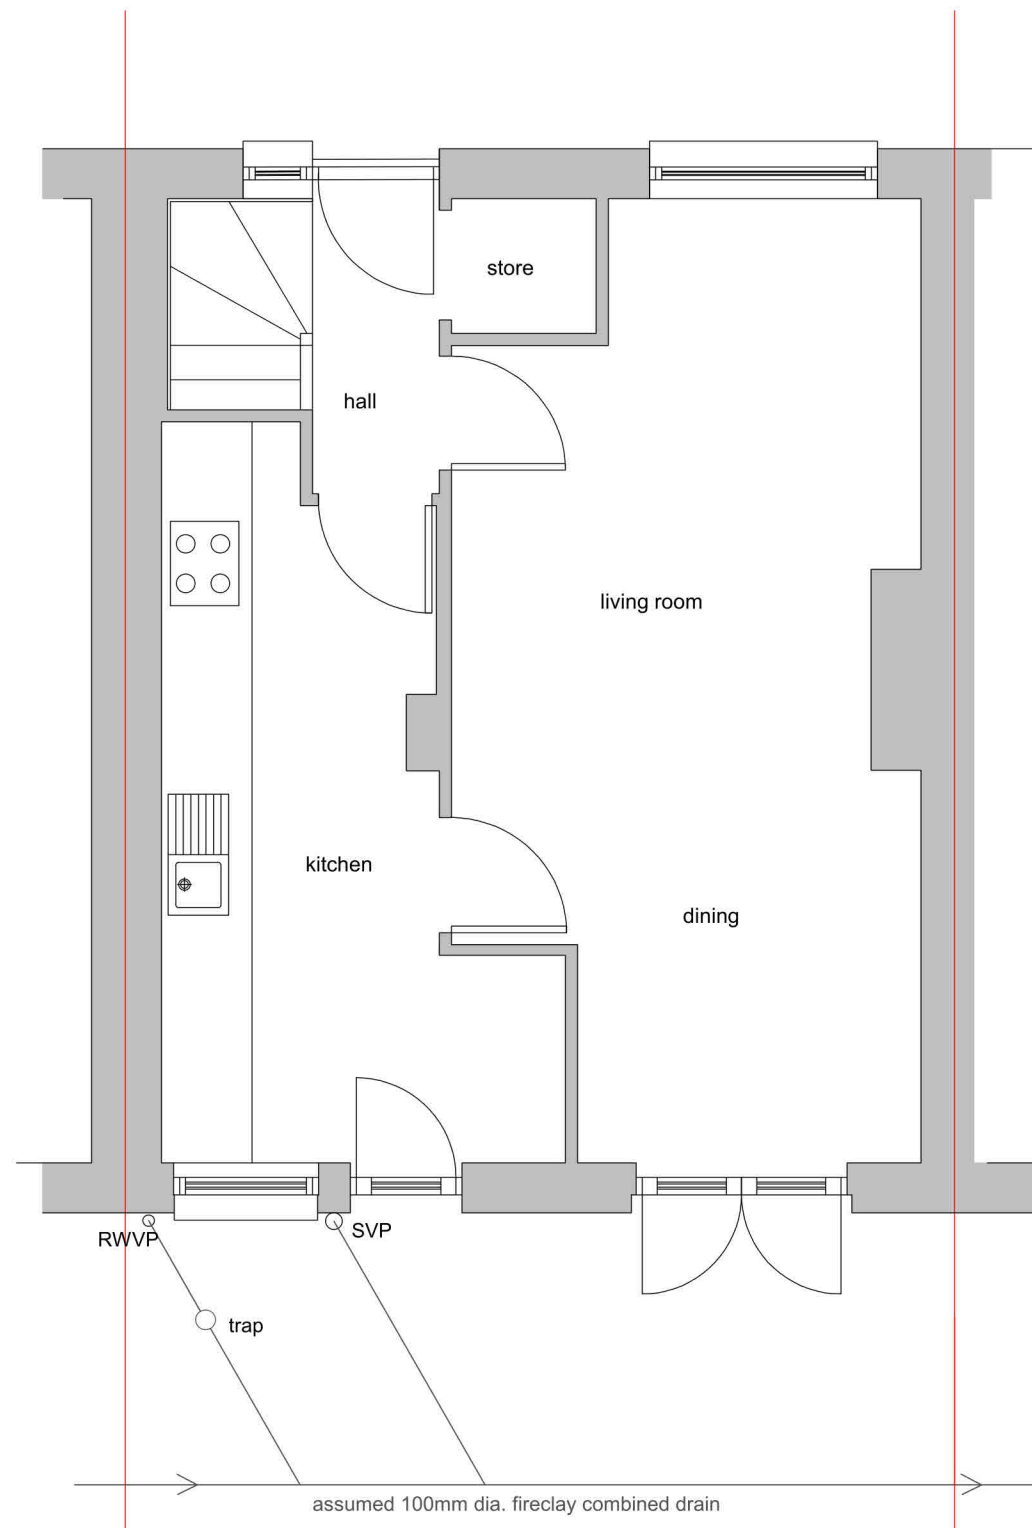 store
hall
living room
kitchen
dining
RWVP
SVP
trap
assumed 100mm dia. fireclay combined drain